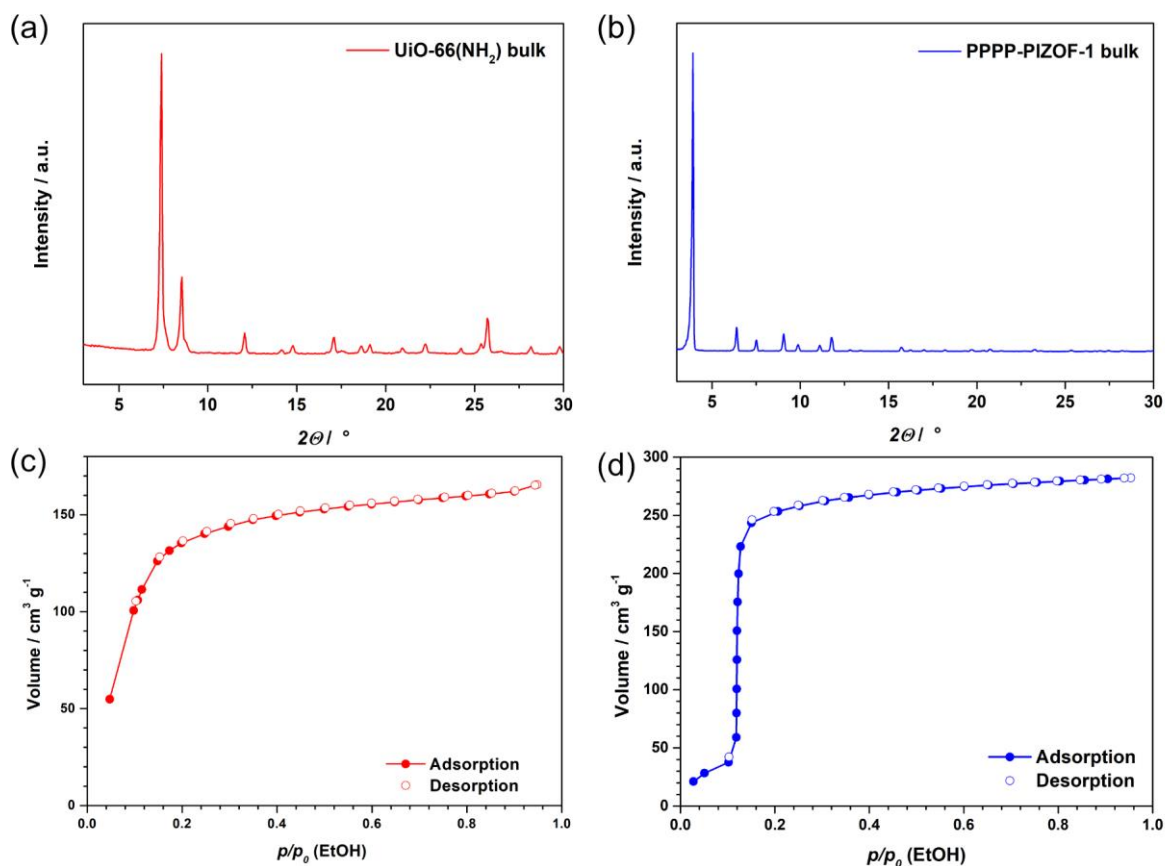 (a)
UiO-66(NH₂) bulk
Intensity / a.u.
5 10 15 20 25 30
2Θ / °
(b)
PPPP-PIZOF-1 bulk
Intensity / a.u.
5 10 15 20 25 30
2Θ / °
(c)
Volume / cm³ g⁻¹
150
100
50
0
Adsorption
Desorption
0.0 0.2 0.4 0.6 0.8 1.0
p/p₀ (EtOH)
(d)
Volume / cm³ g⁻¹
300
250
200
150
100
50
0
Adsorption
Desorption
0.0 0.2 0.4 0.6 0.8 1.0
p/p₀ (EtOH)